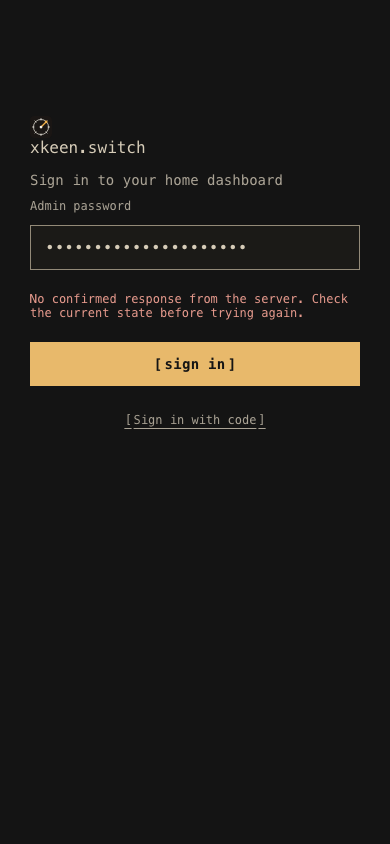 xkeen.switch
Sign in to your home dashboard
Admin password
•••••••••••••••••••••
No confirmed response from the server. Check
the current state before trying again.
[sign in]
[Sign in with code]